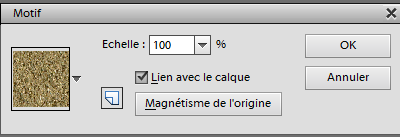 Motif
Echelle : 100 %
OK
Lien avec le calque
Annuler
Magnétisme de l'origine